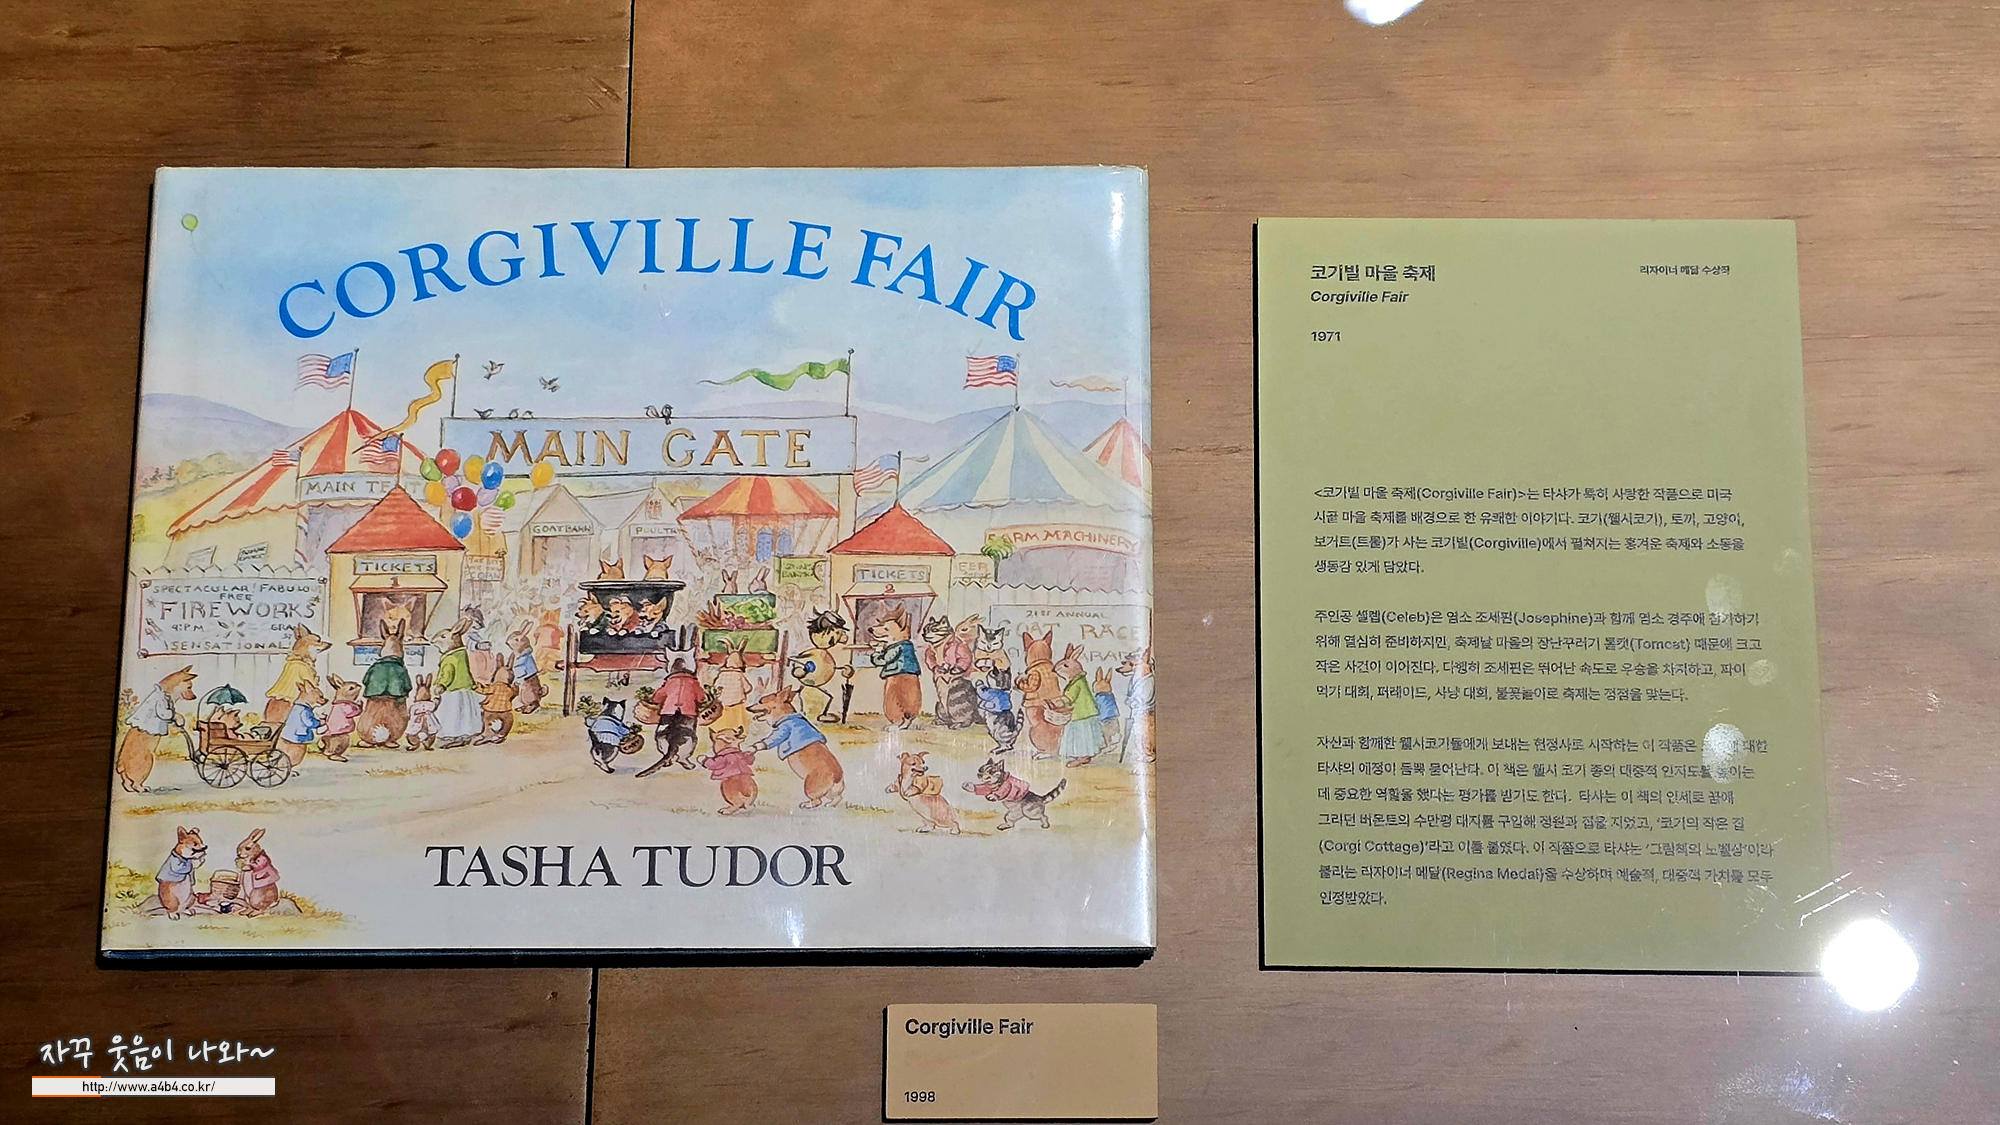 CORGIVILLE FAIR
MAIN GATE
MAIN TENT
GOAT BARN
POULTRY
FARM MACHINERY
TICKETS
1
TICKETS
2
SPECTACULAR! FABULOU
FREE
FIREWORKS
4:P.M.
SENSATIONAL
21ST ANNUAL
GOAT RACE
TASHA TUDOR
코기빌 마을 축제
리자이너 메달 수상작
Corgiville Fair
1971
<코기빌 마을 축제(Corgiville Fair)>는 타샤가 특히 사랑한 작품으로 미국
시골 마을 축제를 배경으로 한 유쾌한 이야기다. 코기(웰시코기), 토끼, 고양이,
보거트(트롤)가 사는 코기빌(Corgiville)에서 펼쳐지는 흥겨운 축제와 소동을
생동감 있게 담았다.
주인공 셀렙(Celeb)은 염소 조세핀(Josephine)과 함께 염소 경주에 참가하기
위해 열심히 준비하지만, 축제날 마을의 장난꾸러기 톰캣(Tomcat) 때문에 크고
작은 사건이 이어진다. 다행히 조세핀은 뛰어난 속도로 우승을 차지하고, 파이
먹기 대회, 퍼레이드, 사냥 대회, 불꽃놀이로 축제는 정점을 맞는다.
자신과 함께한 웰시코기들에게 보내는 헌정사로 시작하는 이 작품은 대한
타샤의 애정이 듬뿍 묻어난다. 이 책은 웰시 코기 종의 대중적 인지도를 높이는
데 중요한 역할을 했다는 평가를 받기도 한다. 타샤는 이 책의 인세로 꿈에
그리던 버몬트의 수만평 대지를 구입해 정원과 집을 지었고, ‘코기의 작은 집
(Corgi Cottage)’라고 이름 붙였다. 이 작품으로 타샤는 ‘그림책의 노벨상’이라
불리는 리자이너 메달(Regina Medal)을 수상하며 예술적, 대중적 가치를 모두
인정받았다.
Corgiville Fair
1998
자꾸 웃음이 나와~
http://www.a4b4.co.kr/